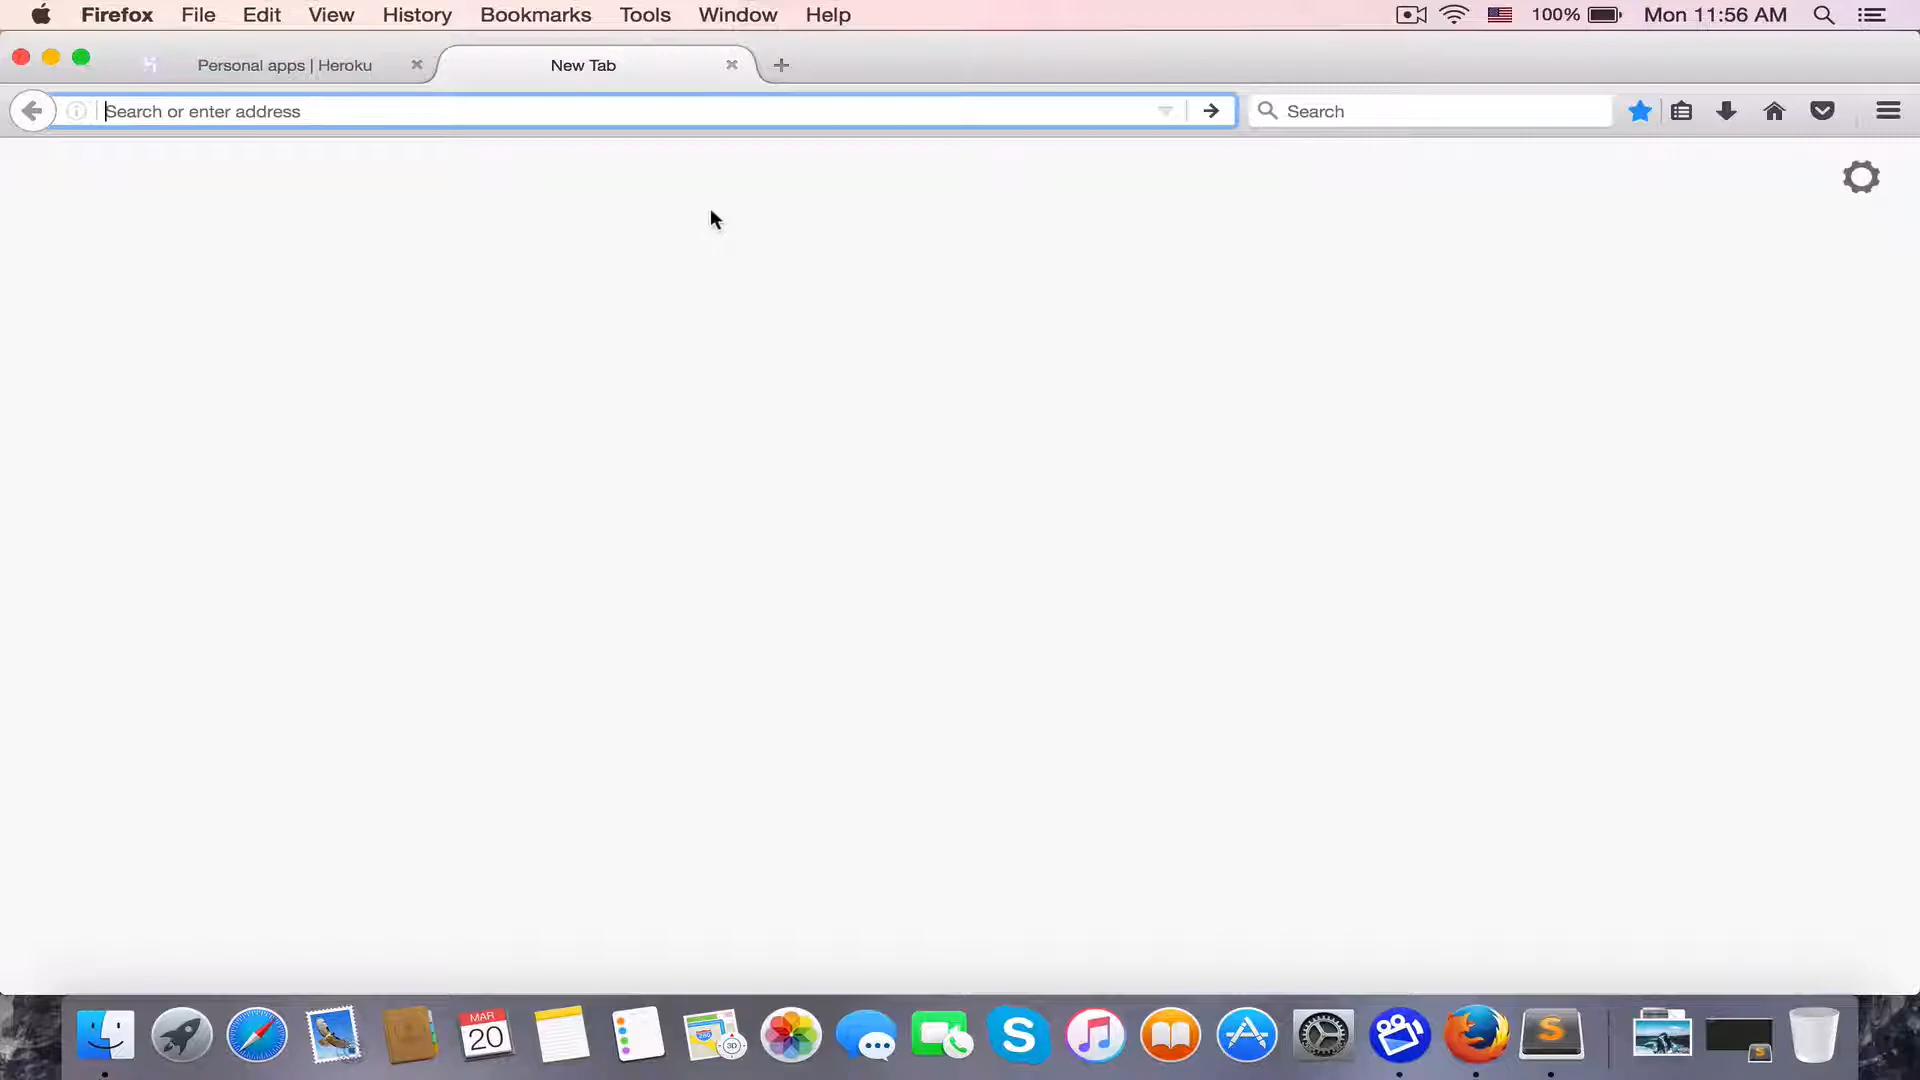 Firefox File Edit View History Bookmarks Tools Window Help 100% Mon 11:56 AM
Personal apps | Heroku New Tab
Search or enter address Search
MAR
20
3D
S
S